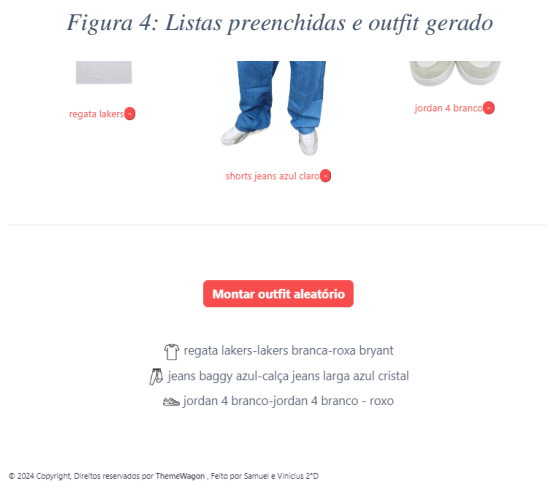 Figura 4: Listas preenchidas e outfit gerado
regata lakers -
jordan 4 branco -
shorts jeans azul claro -
Montar outfit aleatório
regata lakers-lakers branca-roxa bryant
jeans baggy azul-calça jeans larga azul cristal
jordan 4 branco-jordan 4 branco - roxo
© 2024 Copyright, Direitos reservados por ThemeWagon , Feito por Samuel e Vinicius 2°D